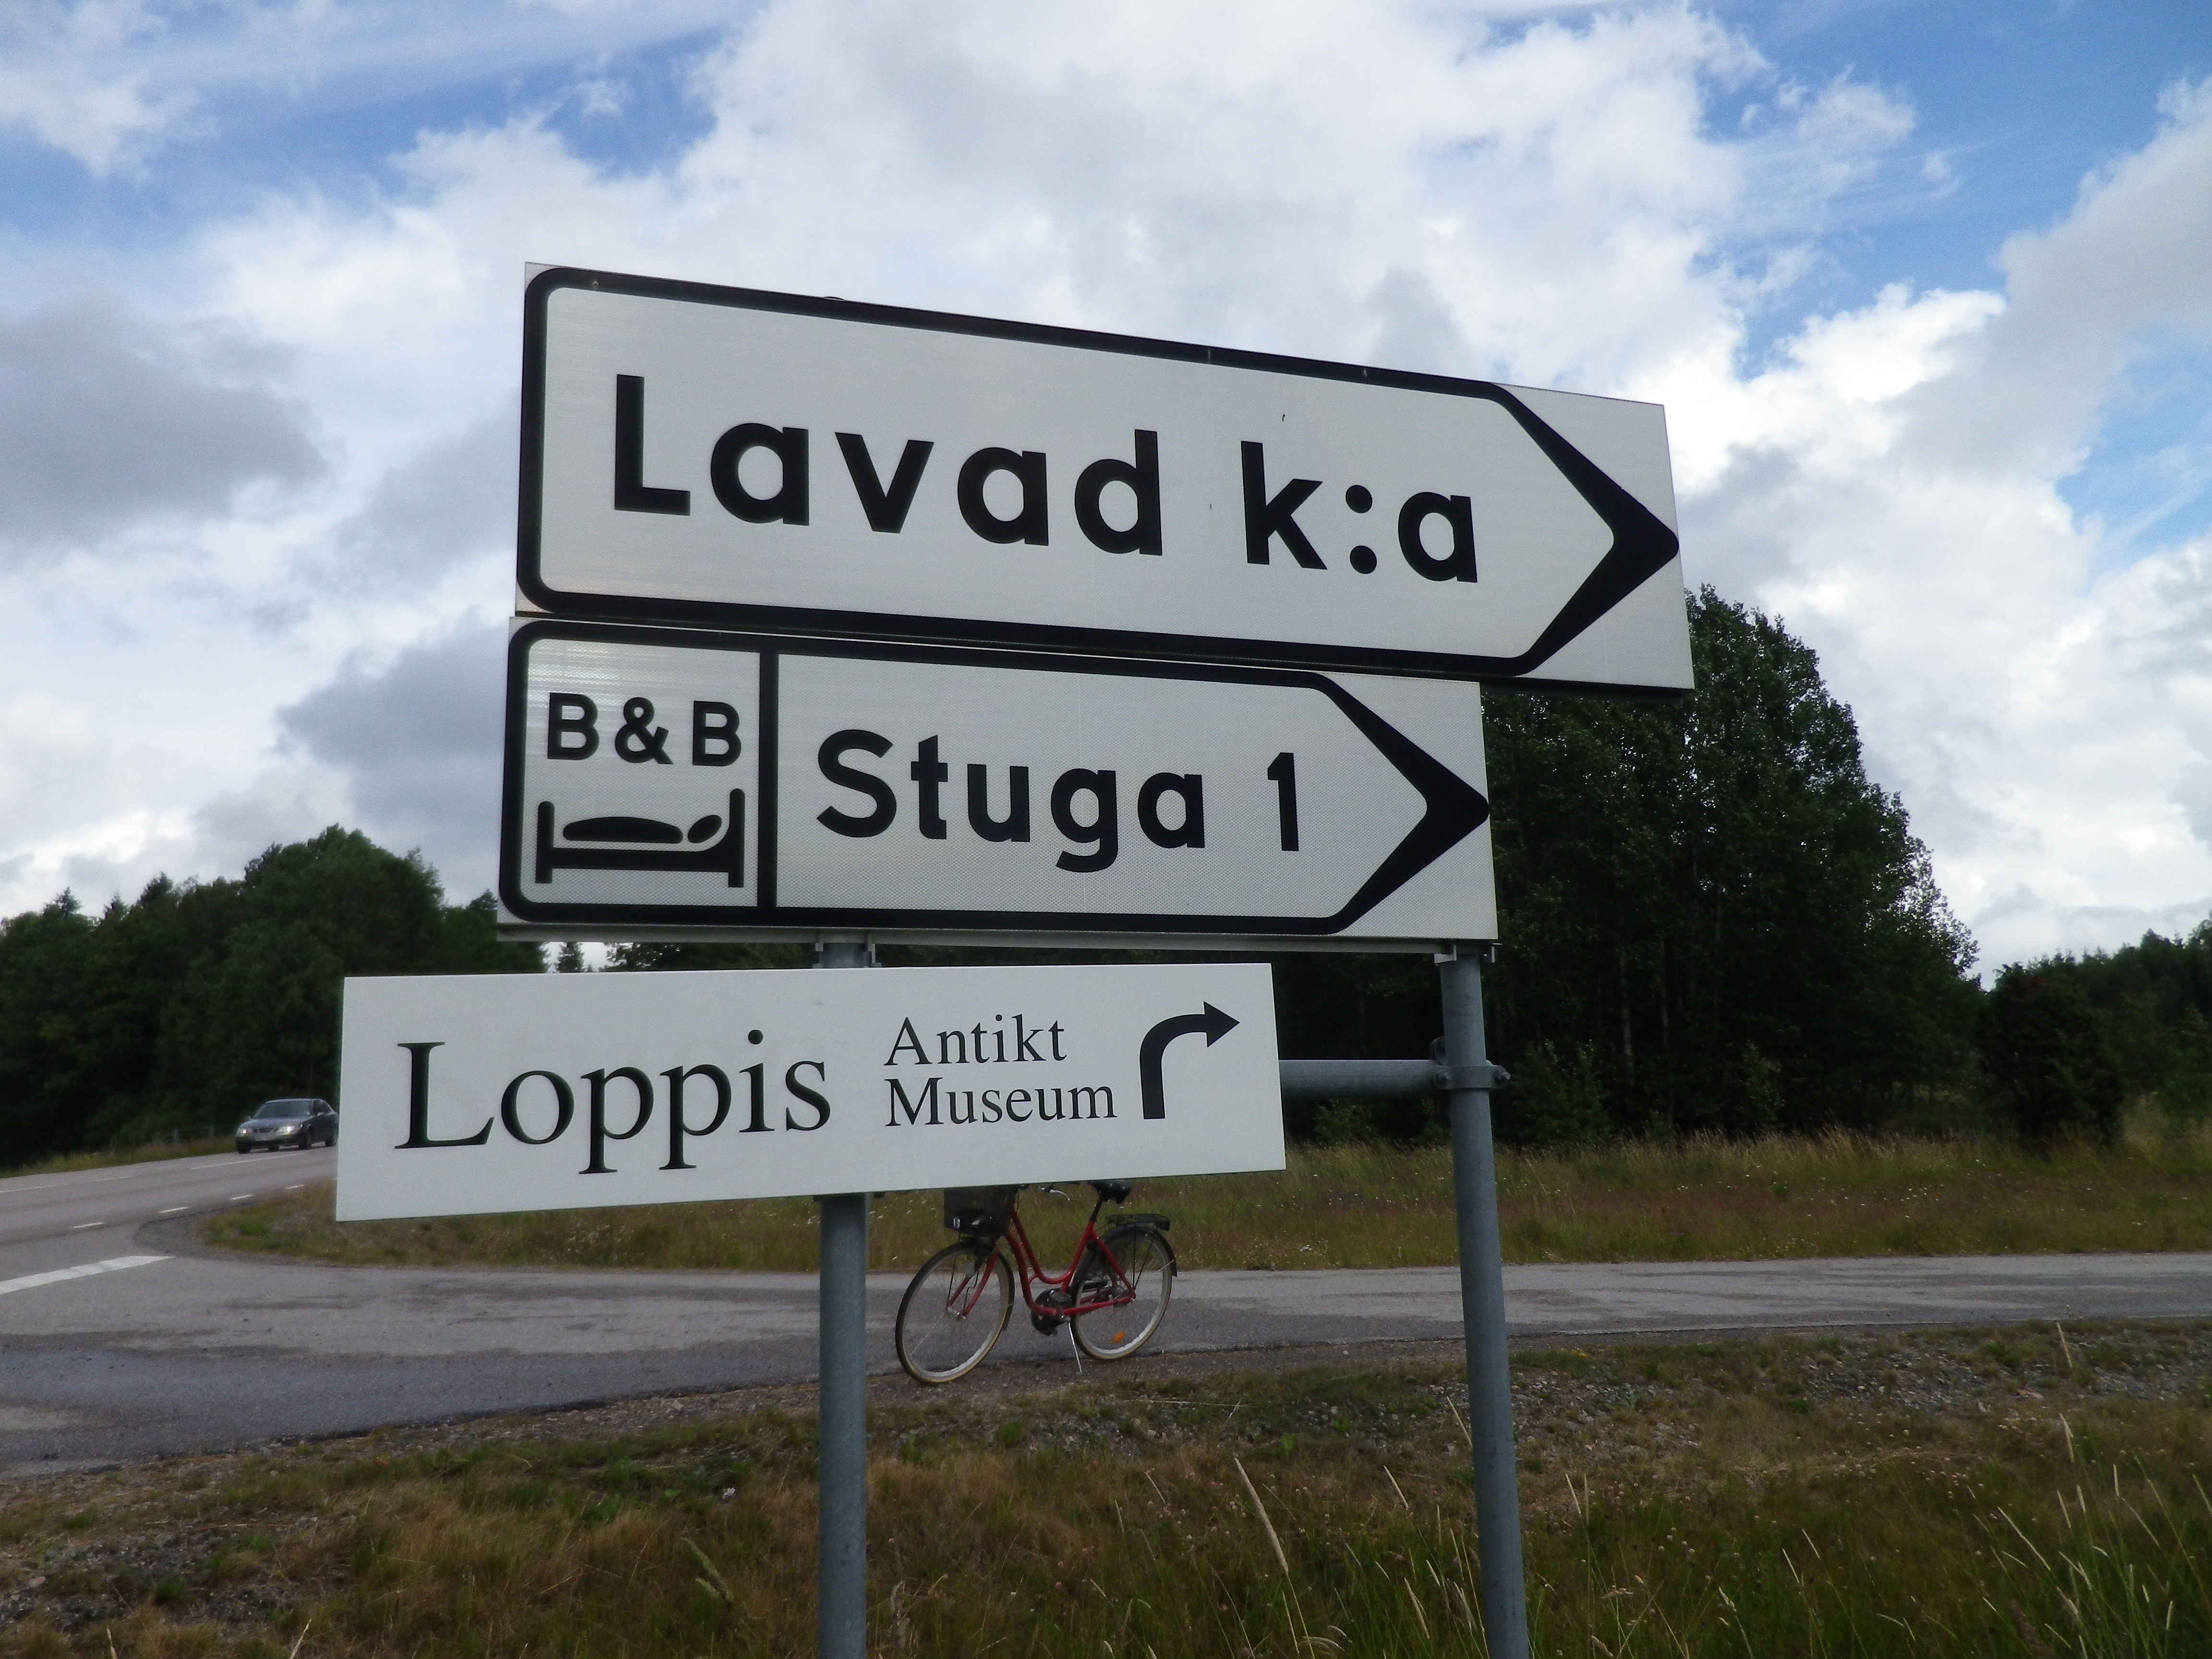 Lavad k:a
B&B
Stuga 1
Loppis
Antikt
Museum